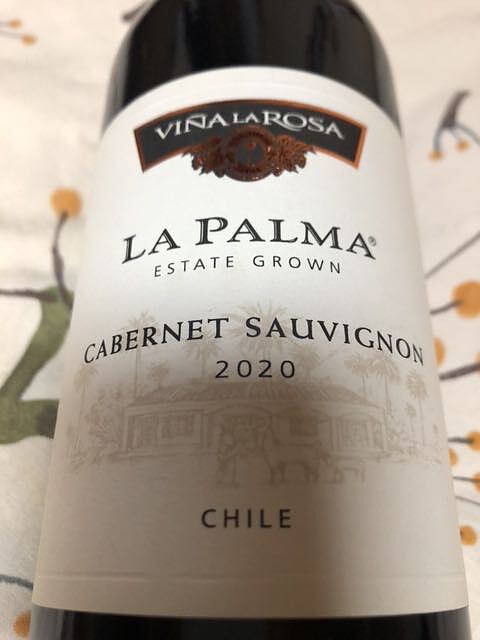 VIÑA LA ROSA
LA PALMA®
ESTATE GROWN
CABERNET SAUVIGNON
2020
CHILE